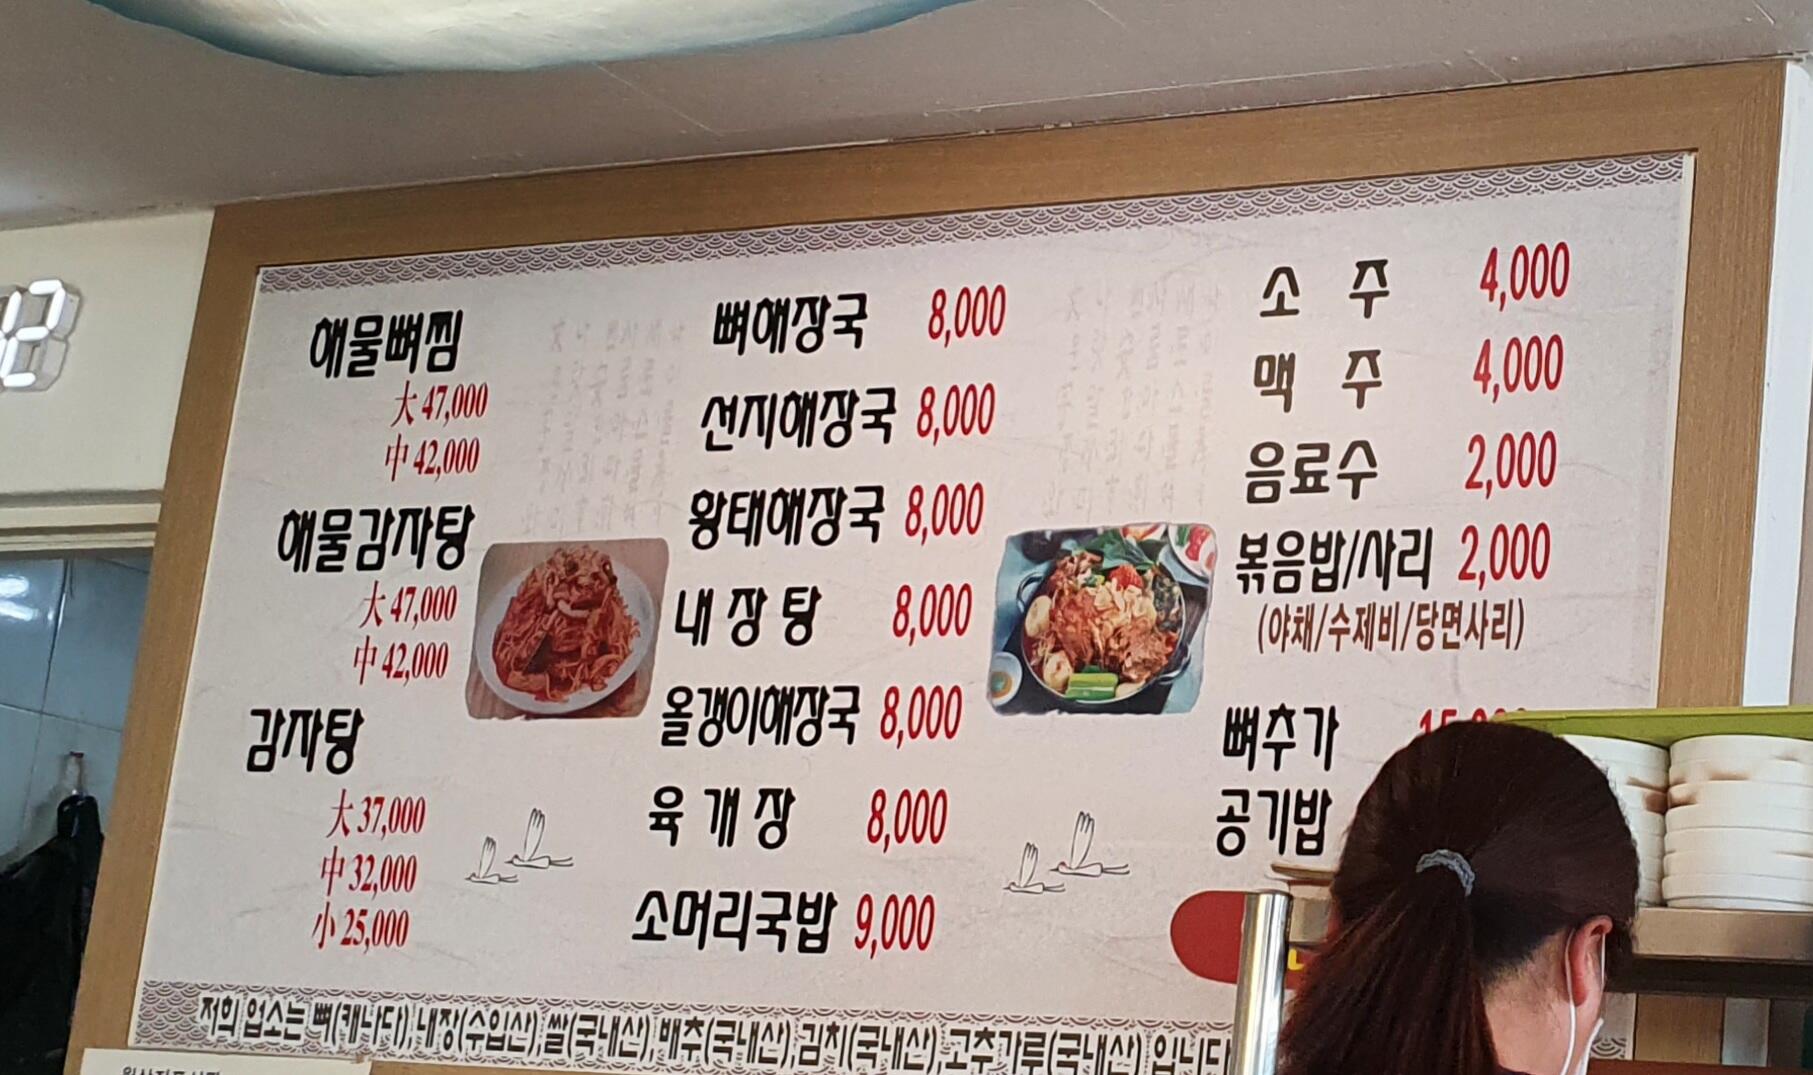 해물뼈찜
大 47,000
中 42,000
해물감자탕
大 47,000
中 42,000
감자탕
大 37,000
中 32,000
小 25,000
뼈해장국 8,000
선지해장국 8,000
황태해장국 8,000
내장탕 8,000
올갱이해장국 8,000
육개장 8,000
소머리국밥 9,000
소 주 4,000
맥 주 4,000
음료수 2,000
볶음밥/사리 2,000
(야채/수제비/당면사리)
뼈추가
공기밥
저희 업소는 뼈(캐나다),내장(수입산),쌀(국내산),배추(국내산),김치(국내산),고추가루(국내산) 입니다